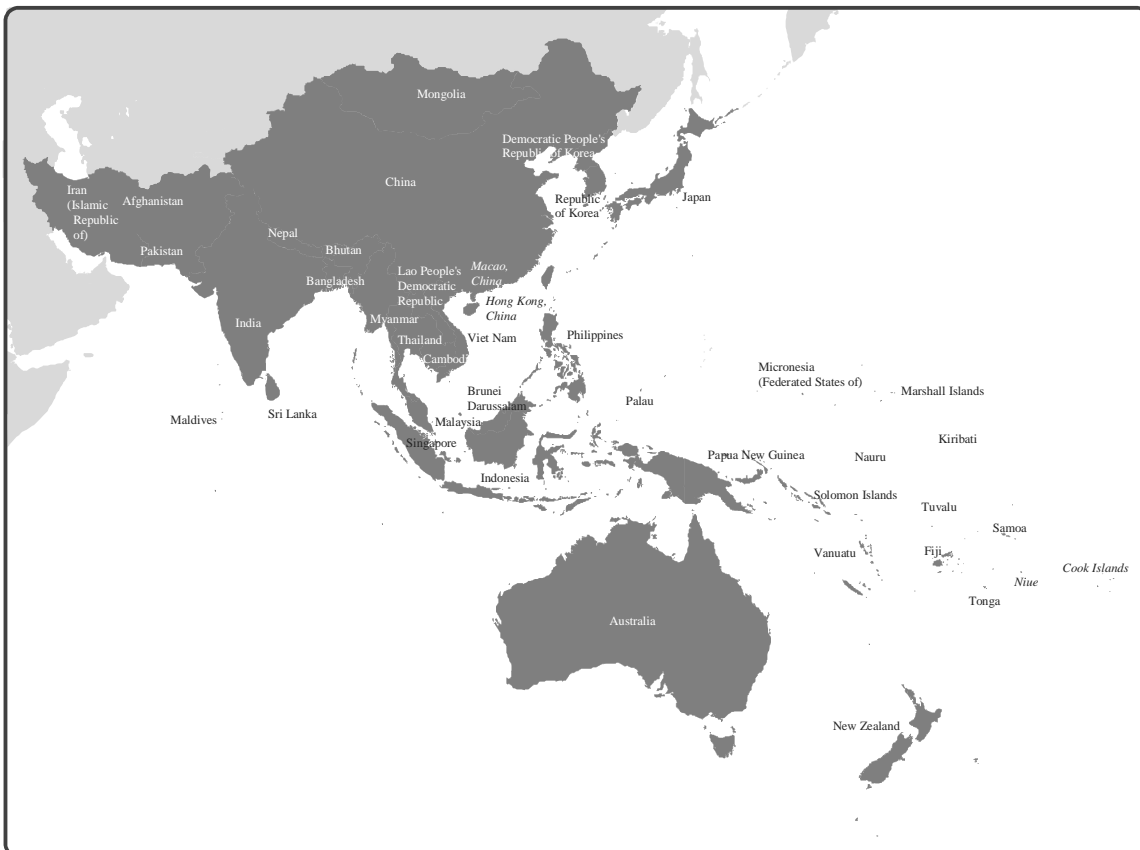 Mongolia
Democratic People's
Republic of Korea
China
Iran
(Islamic
Republic
of)
Afghanistan
Republic
of Korea
Japan
Nepal
Pakistan
Bhutan
Macao,
China
Lao People's
Democratic
Republic
Bangladesh
Hong Kong,
China
India
Myanmar
Viet Nam
Philippines
Thailand
Cambodi
Micronesia
(Federated States of)
Marshall Islands
Brunei
Darussalam
Palau
Maldives
Sri Lanka
Malaysia
Singapore
Kiribati
Papua New Guinea
Nauru
Indonesia
Solomon Islands
Tuvalu
Samoa
Vanuatu
Fiji
Cook Islands
Niue
Tonga
Australia
New Zealand